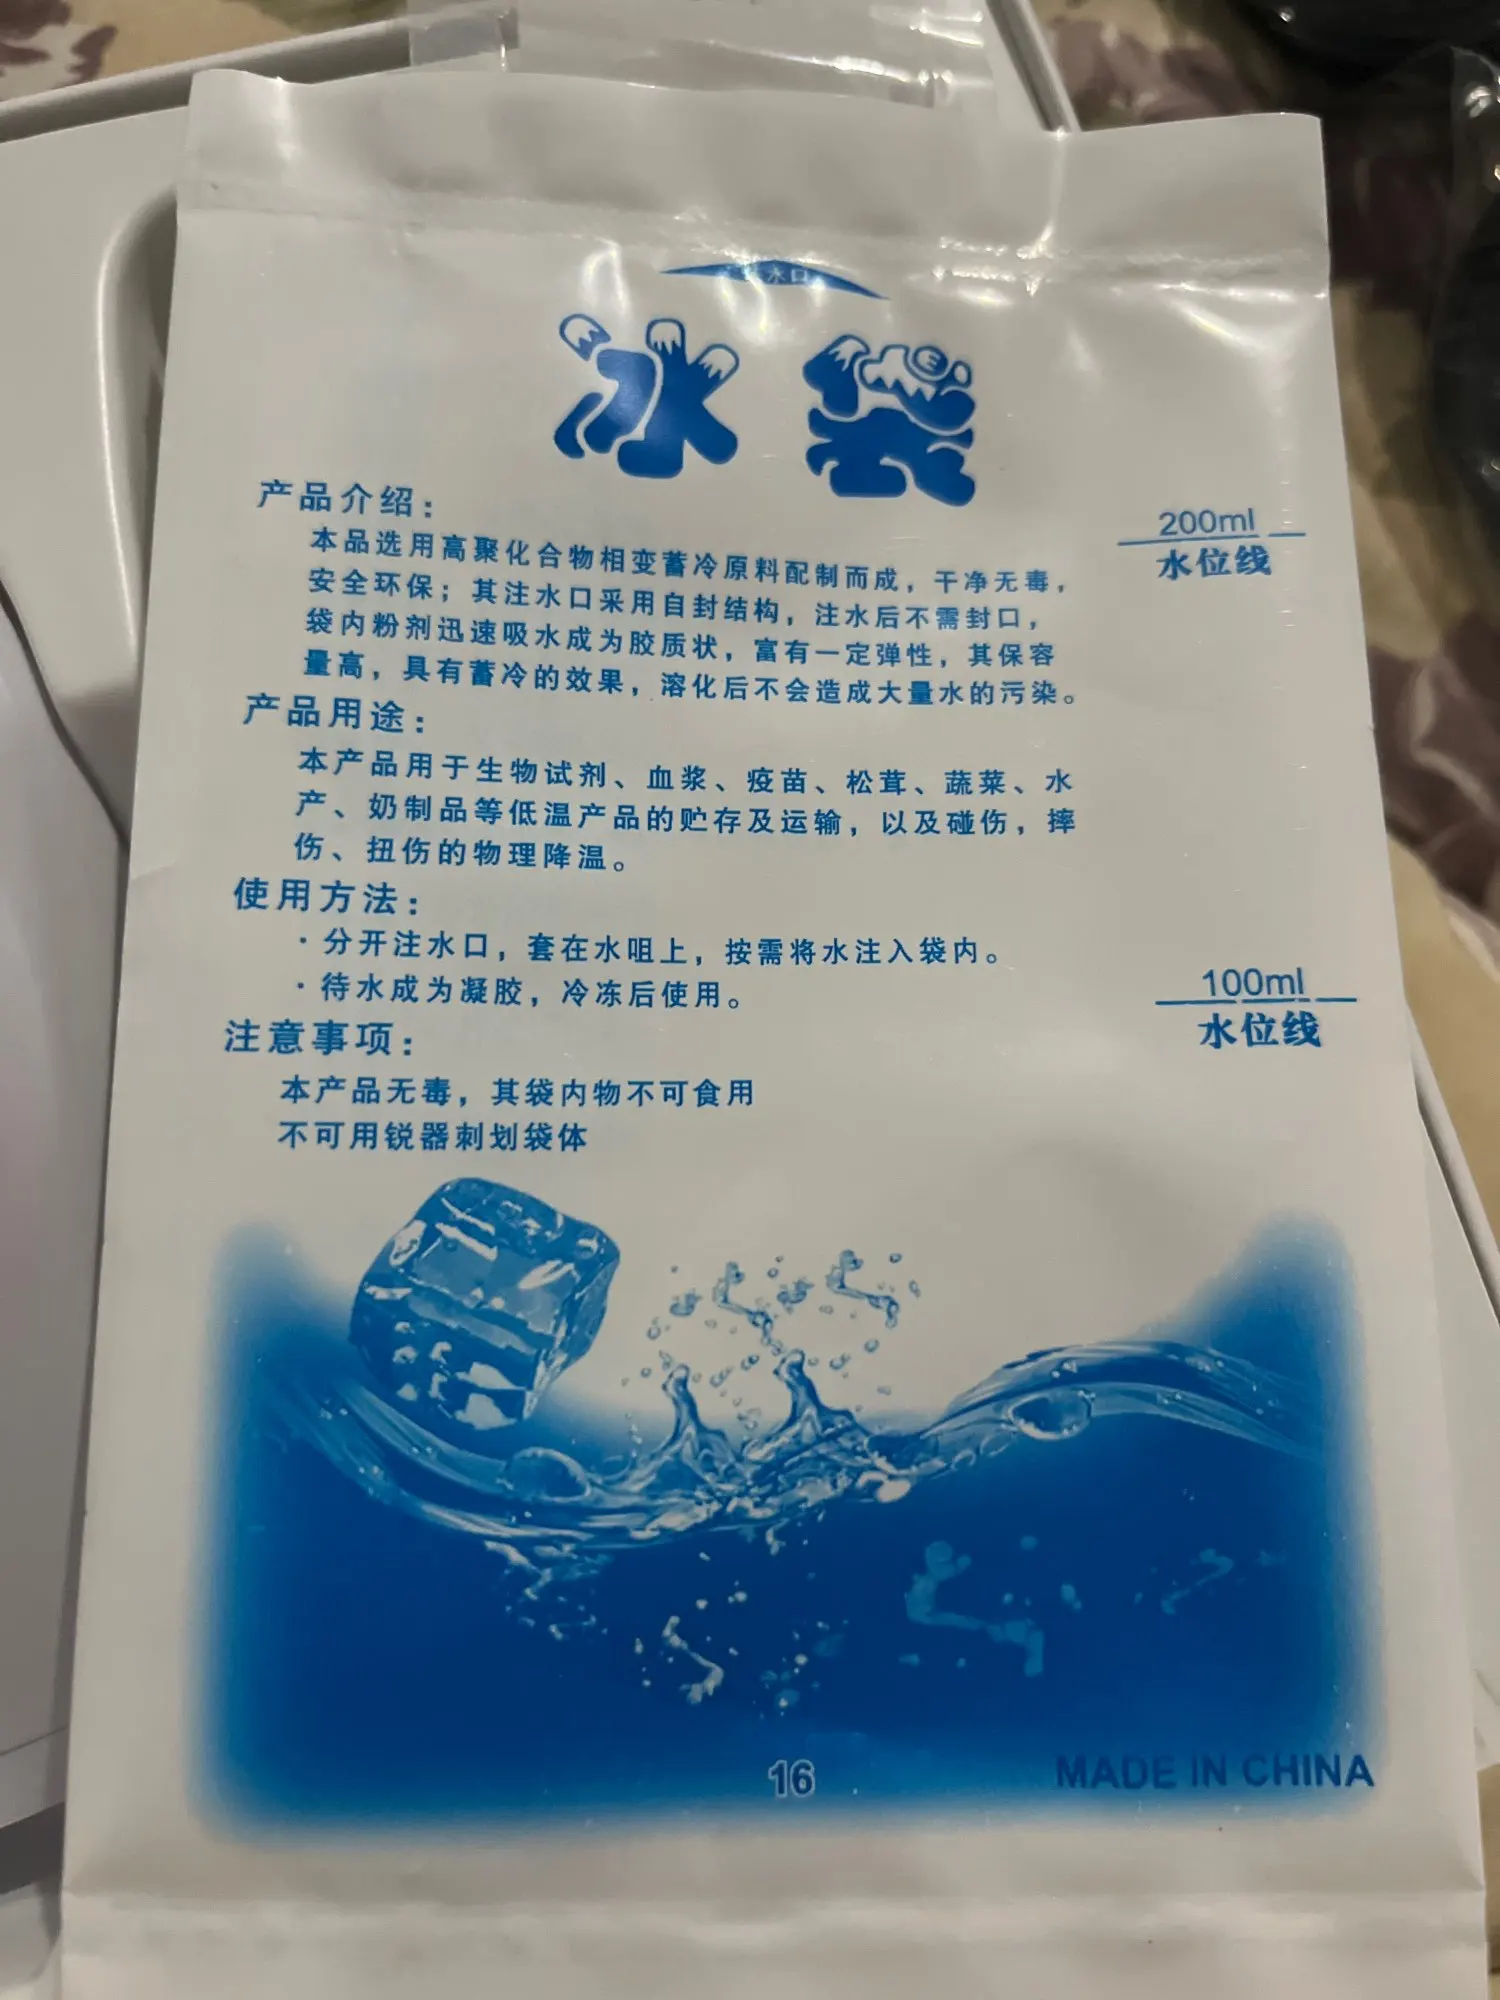 水口
冰袋
产品介绍：
本品选用高聚化合物相变蓄冷原料配制而成，干净无毒，
安全环保；其注水口采用自封结构，注水后不需封口，
袋内粉剂迅速吸水成为胶质状，富有一定弹性，其保容
量高，具有蓄冷的效果，溶化后不会造成大量水的污染。
200ml
水位线
产品用途：
本产品用于生物试剂、血浆、疫苗、松茸、蔬菜、水
产、奶制品等低温产品的贮存及运输，以及碰伤，摔
伤、扭伤的物理降温。
使用方法：
·分开注水口，套在水咀上，按需将水注入袋内。
·待水成为凝胶，冷冻后使用。
100ml
水位线
注意事项：
本产品无毒，其袋内物不可食用
不可用锐器刺划袋体
16
MADE IN CHINA